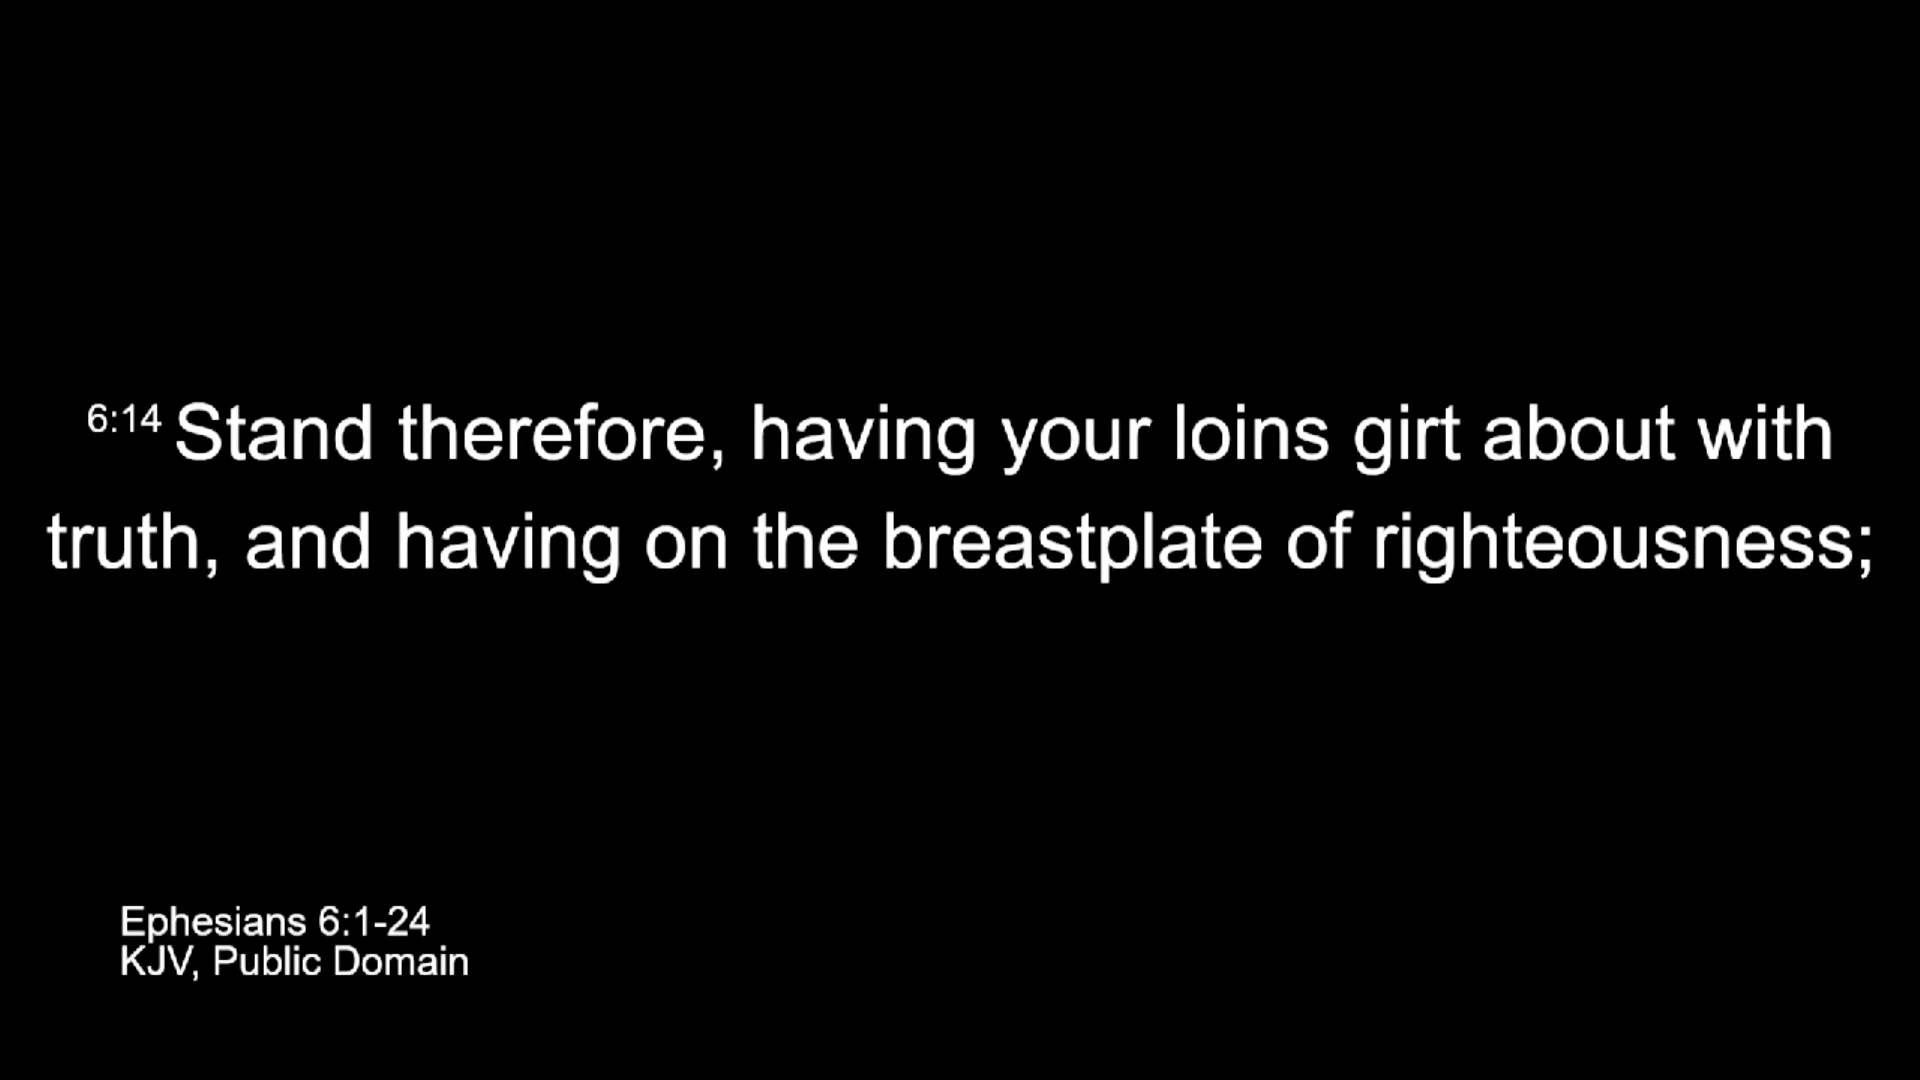 6:14 Stand therefore, having your loins girt about with
truth, and having on the breastplate of righteousness;
Ephesians 6:1-24
KJV, Public Domain